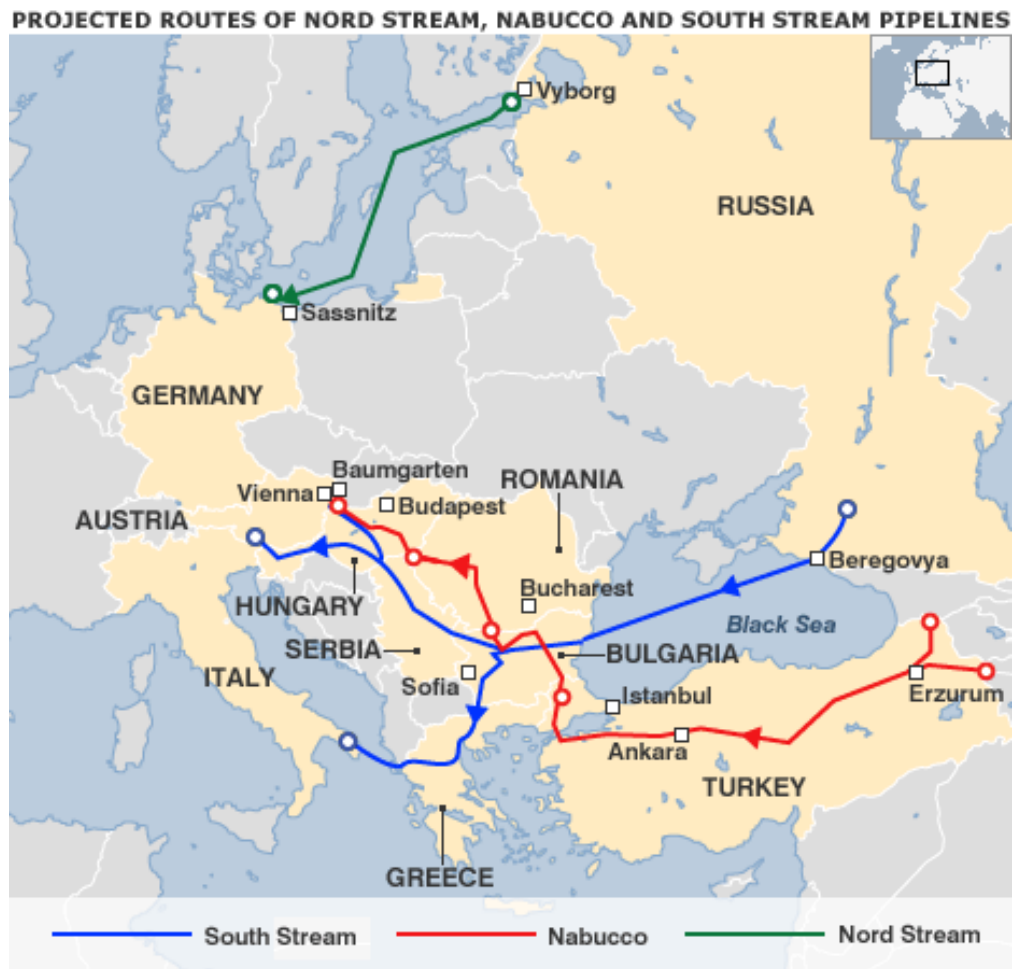 PROJECTED ROUTES OF NORD STREAM, NABUCCO AND SOUTH STREAM PIPELINES
Vyborg
RUSSIA
Sassnitz
GERMANY
Baumgarten
Vienna
Budapest
ROMANIA
AUSTRIA
Beregovya
Bucharest
HUNGARY
Black Sea
SERBIA
BULGARIA
ITALY
Sofia
Istanbul
Erzurum
Ankara
TURKEY
GREECE
South Stream
Nabucco
Nord Stream